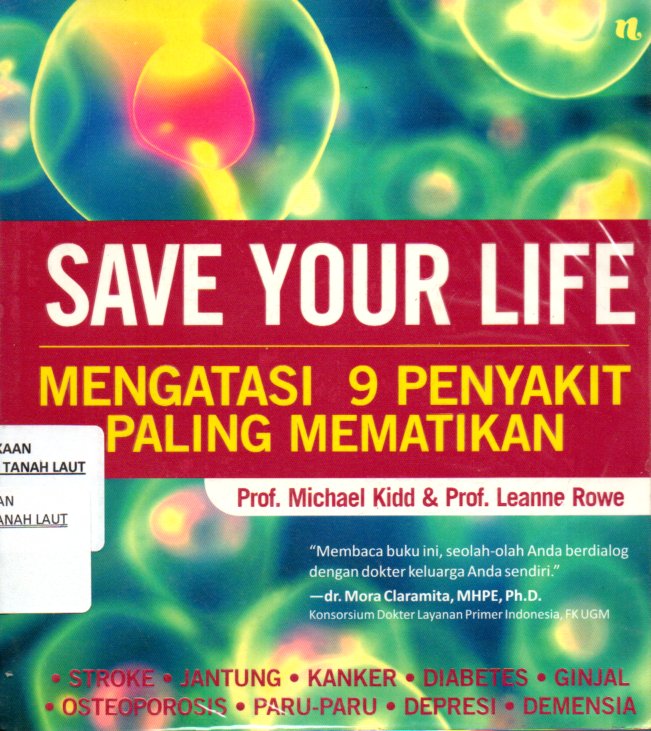 n
SAVE YOUR LIFE
MENGATASI 9 PENYAKIT
PALING MEMATIKAN
KAAN
TANAH LAUT
AN
ANAH LAUT
Prof. Michael Kidd & Prof. Leanne Rowe
“Membaca buku ini, seolah-olah Anda berdialog
dengan dokter keluarga Anda sendiri.”
—dr. Mora Claramita, MHPE, Ph.D.
Konsorsium Dokter Layanan Primer Indonesia, FK UGM
• STROKE • JANTUNG • KANKER • DIABETES • GINJAL
• OSTEOPOROSIS • PARU-PARU • DEPRESI • DEMENSIA